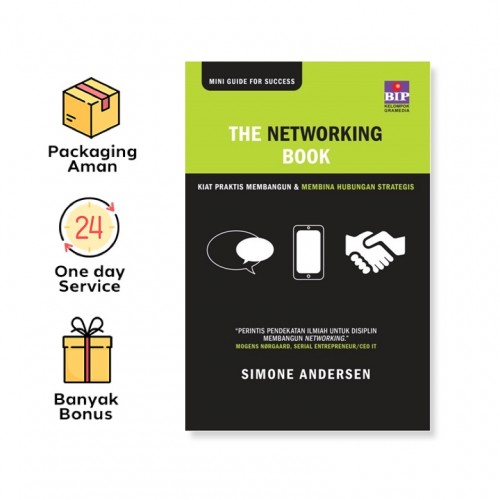 Packaging
Aman
24
One day
Service
Banyak
Bonus
MINI GUIDE FOR SUCCESS
BIP
KELOMPOK
GRAMEDIA
THE NETWORKING
BOOK
KIAT PRAKTIS MEMBANGUN & MEMBINA HUBUNGAN STRATEGIS
"PERINTIS PENDEKATAN ILMIAH UNTUK DISIPLIN
MEMBANGUN NETWORKING."
MOGENS NØRGAARD, SERIAL ENTREPRENEUR/CEO IT
SIMONE ANDERSEN